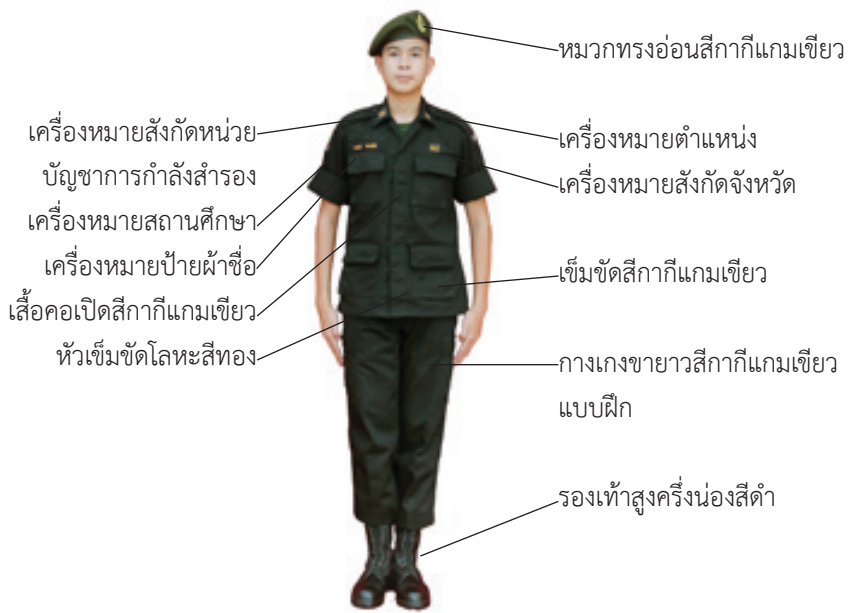 หมวกทรงอ่อนสีกากีแกมเขียว
เครื่องหมายสังกัดหน่วย
บัญชาการกำลังสำรอง
เครื่องหมายสถานศึกษา
เครื่องหมายป้ายผ้าชื่อ
เสื้อคอเปิดสีกากีแกมเขียว
หัวเข็มขัดโลหะสีทอง
เครื่องหมายตำแหน่ง
เครื่องหมายสังกัดจังหวัด
เข็มขัดสีกากีแกมเขียว
กางเกงขายาวสีกากีแกมเขียว
แบบฝึก
รองเท้าสูงครึ่งน่องสีดำ